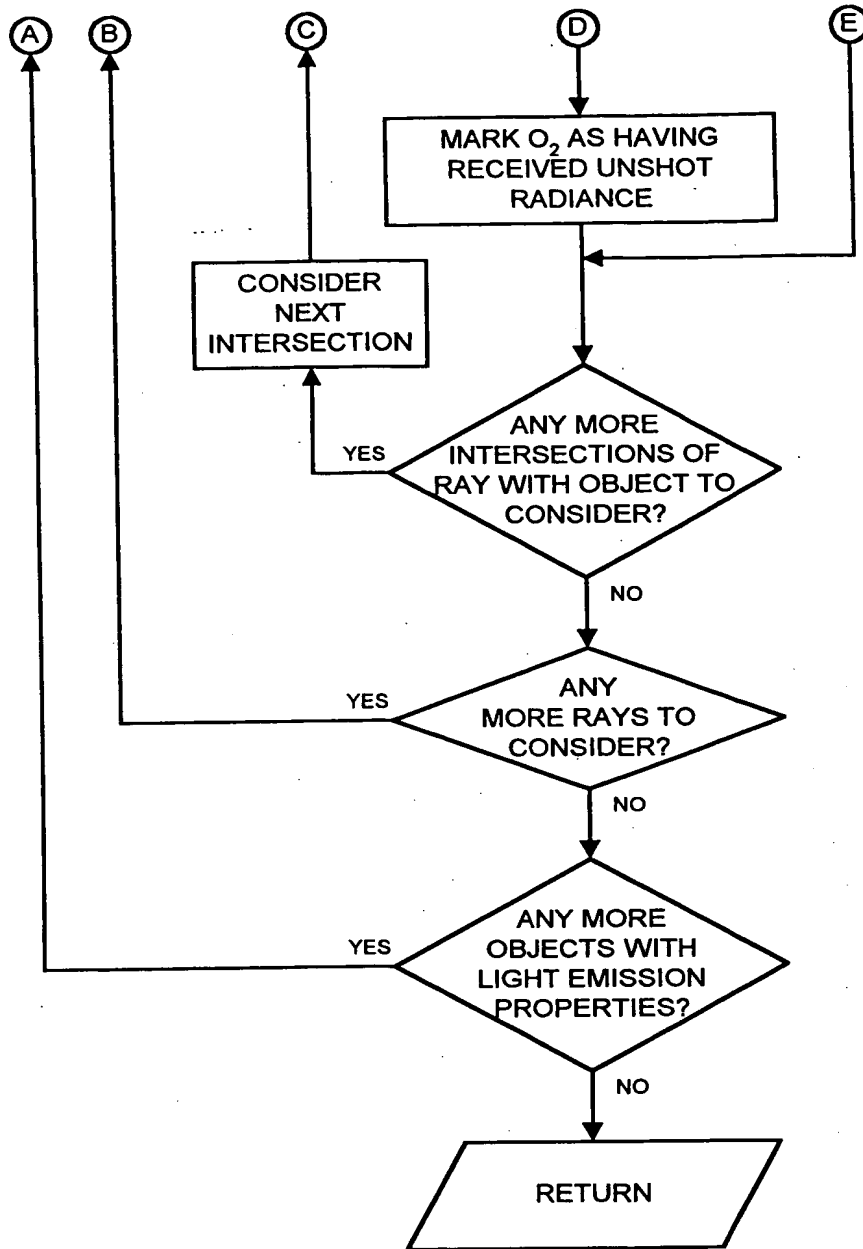 A B C D E
MARK O₂ AS HAVING
RECEIVED UNSHOT
RADIANCE
CONSIDER
NEXT
INTERSECTION
YES
ANY MORE
INTERSECTIONS OF
RAY WITH OBJECT TO
CONSIDER?
NO
YES
ANY
MORE RAYS TO
CONSIDER?
NO
YES
ANY MORE
OBJECTS WITH
LIGHT EMISSION
PROPERTIES?
NO
RETURN